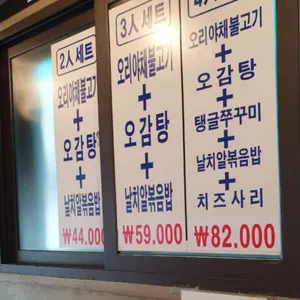 2人세트
오리야채불고기
+
오감탕
+
날치알볶음밥
₩44.000
3人세트
오리야채불고기
+
오감탕
+
날치알볶음밥
₩59.000
오리야채불고기
+
오감탕
+
탱글쭈꾸미
+
날치알볶음밥
+
치즈사리
₩82.000